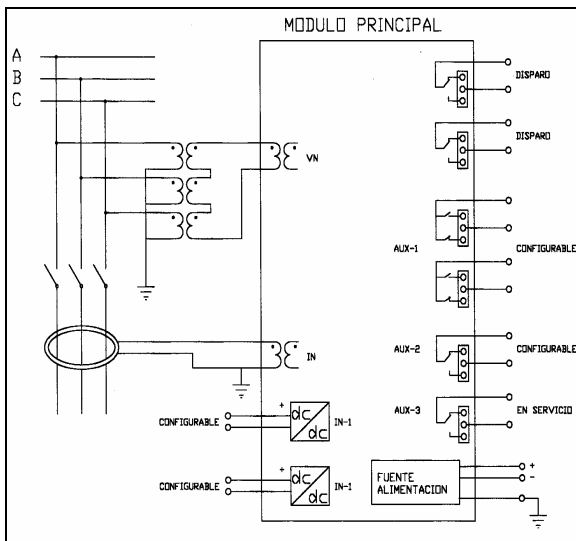 MODULO PRINCIPAL
A
B
C
DISPARO
VN
DISPARO
AUX-1
CONFIGURABLE
IN
AUX-2
CONFIGURABLE
AUX-3
EN SERVICIO
CONFIGURABLE
+
dc
dc
IN-1
CONFIGURABLE
+
dc
dc
IN-1
FUENTE
ALIMENTACION
+
-